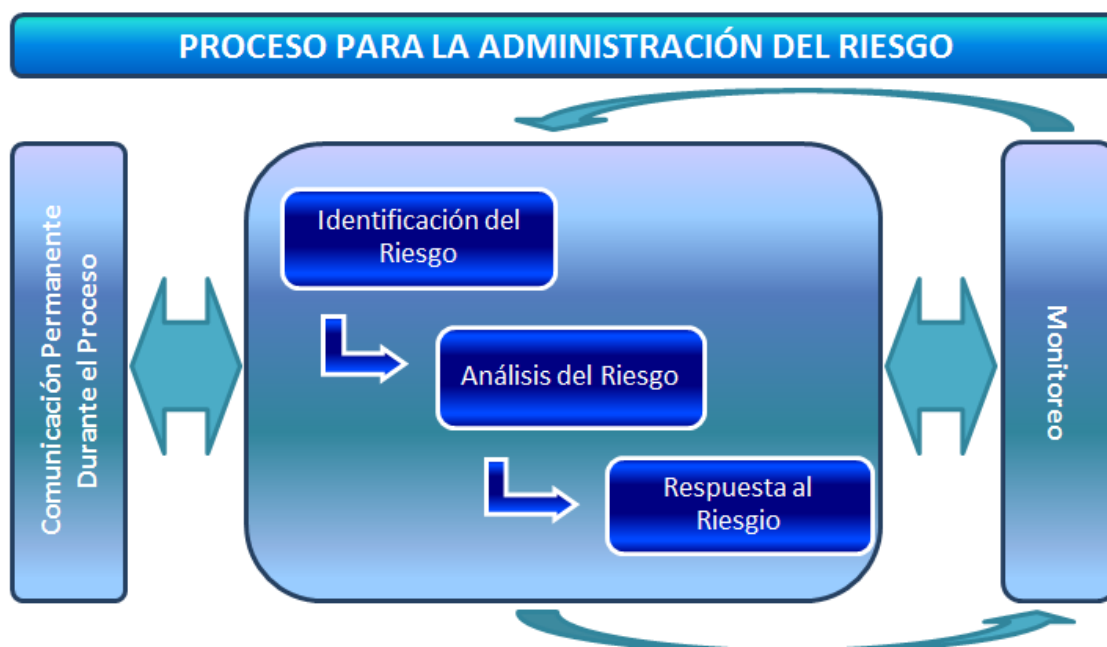 PROCESO PARA LA ADMINISTRACIÓN DEL RIESGO
Comunicación Permanente
Durante el Proceso
Identificación del
Riesgo
Análisis del Riesgo
Respuesta al
Riesgio
Monitoreo